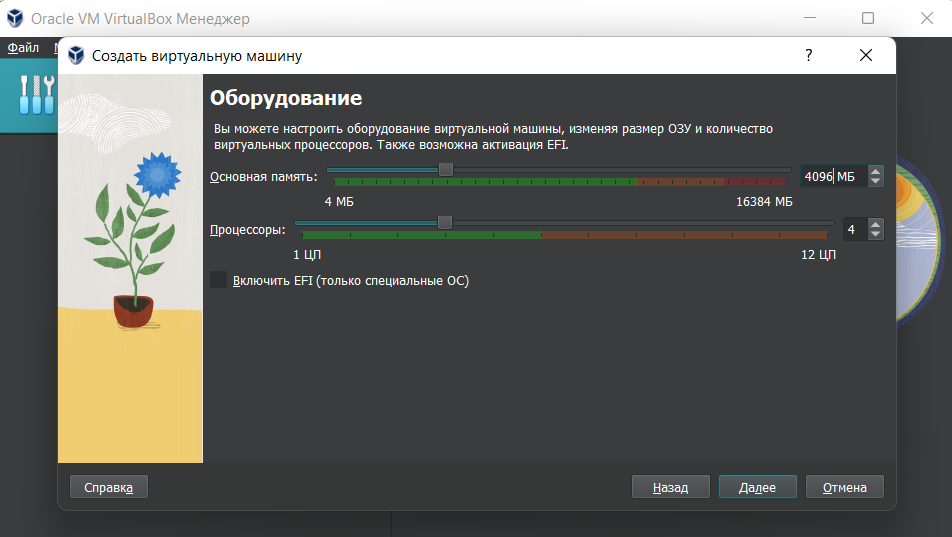 Oracle VM VirtualBox Менеджер
Файл
Создать виртуальную машину
?
Оборудование
Вы можете настроить оборудование виртуальной машины, изменяя размер ОЗУ и количество
виртуальных процессоров. Также возможна активация EFI.
Основная память:
4096 МБ
4 МБ
16384 МБ
Процессоры:
4
1 ЦП
12 ЦП
Включить EFI (только специальные ОС)
Справка
Назад
Далее
Отмена